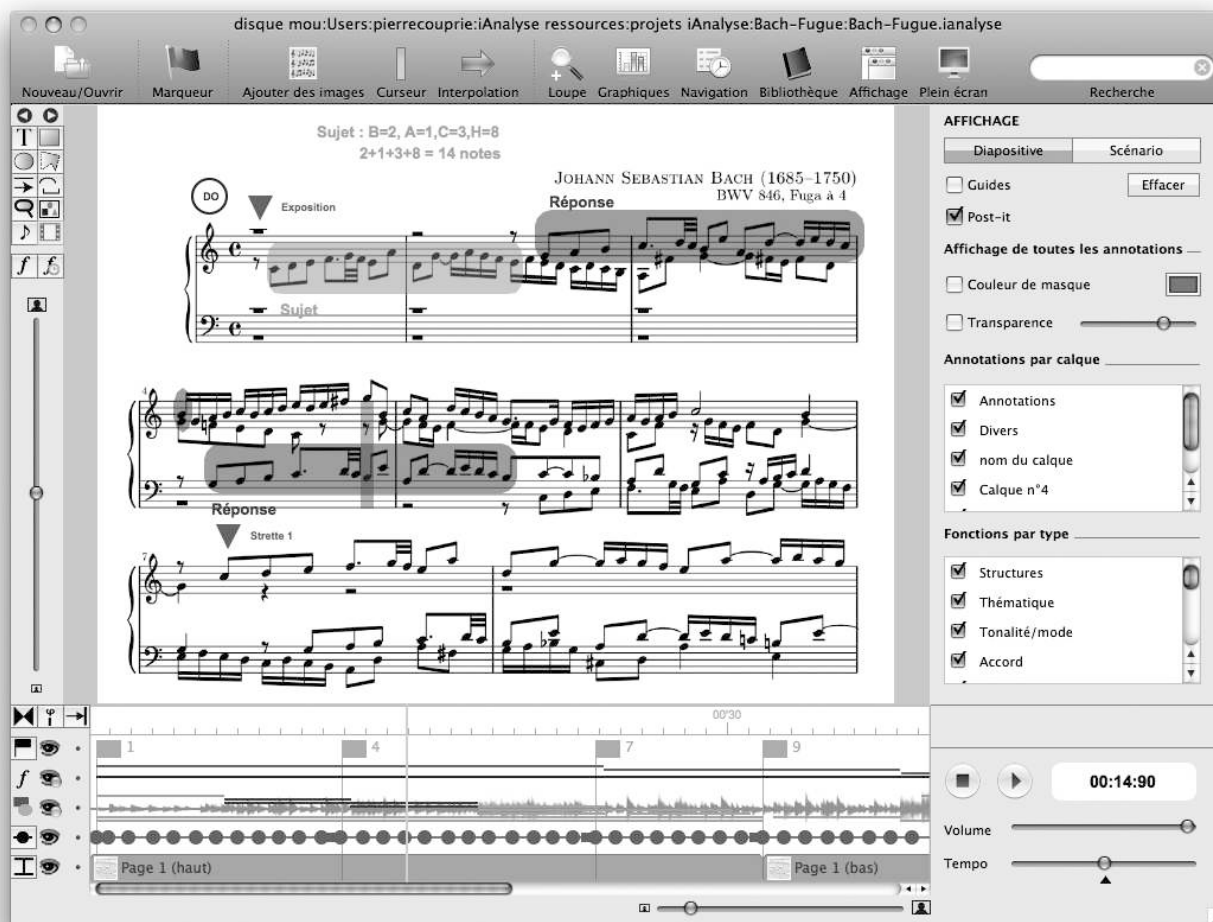 disque mou:Users:pierrecouprie:iAnalyse ressources:projets iAnalyse:Bach-Fugue:Bach-Fugue.ianalyse
Nouveau/Ouvrir Marqueur Ajouter des images Curseur Interpolation Loupe Graphiques Navigation Bibliothèque Affichage Plein écran Recherche
T
f f
Sujet : B=2, A=1,C=3,H=8
2+1+3+8 = 14 notes
JOHANN SEBASTIAN BACH (1685–1750)
BWV 846, Fuga à 4
DO
Exposition
Réponse
Sujet
4
Réponse
Strette 1
7
AFFICHAGE
Diapositive Scénario
Guides Effacer
Post-it
Affichage de toutes les annotations
Couleur de masque
Transparence
Annotations par calque
Annotations
Divers
nom du calque
Calque n°4
Fonctions par type
Structures
Thématique
Tonalité/mode
Accord
00'30
1 4 7 9
f
Page 1 (haut) Page 1 (bas)
00:14:90
Volume
Tempo